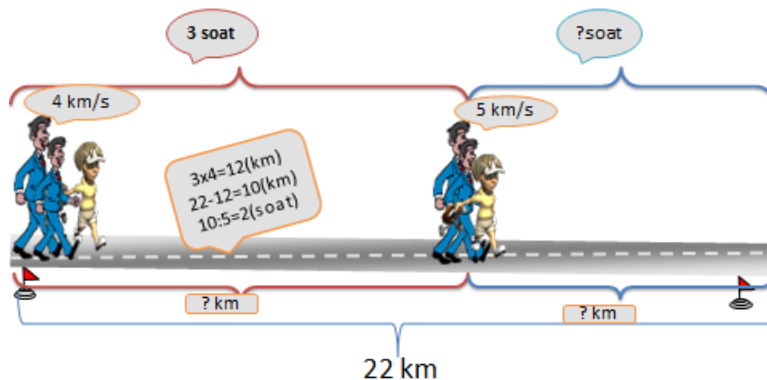 3 soat
?soat
4 km/s
5 km/s
3x4=12(km)
22-12=10(km)
10:5=2(soat)
? km
? km
22 km